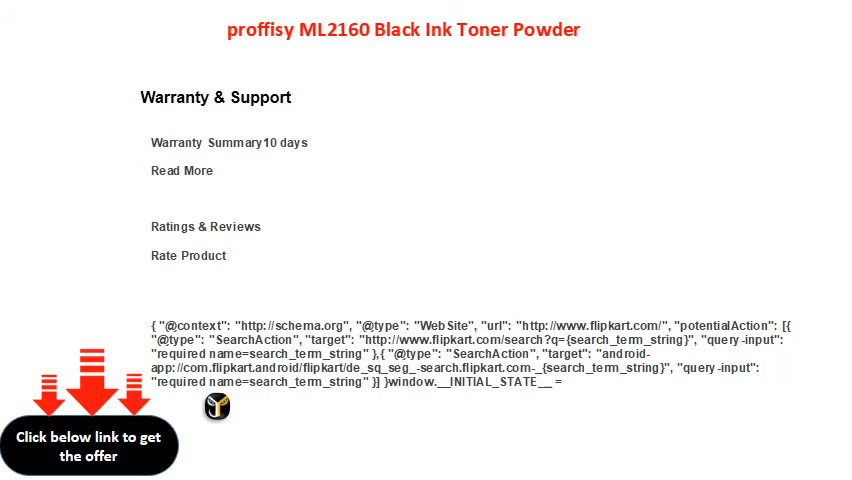 proffisy ML2160 Black Ink Toner Powder
Warranty & Support
Warranty Summary10 days
Read More
Ratings & Reviews
Rate Product
{ "@context": "http://schema.org", "@type": "WebSite", "url": "http://www.flipkart.com/", "potentialAction": [{
"@type": "SearchAction", "target": "http://www.flipkart.com/search?q={search_term_string}", "query-input":
"required name=search_term_string" },{ "@type": "SearchAction", "target": "android-
app://com.flipkart.android/flipkart/de_sq_seg_-search.flipkart.com-_{search_term_string}", "query-input":
"required name=search_term_string" }] }window.__INITIAL_STATE__ =
Click below link to get
the offer